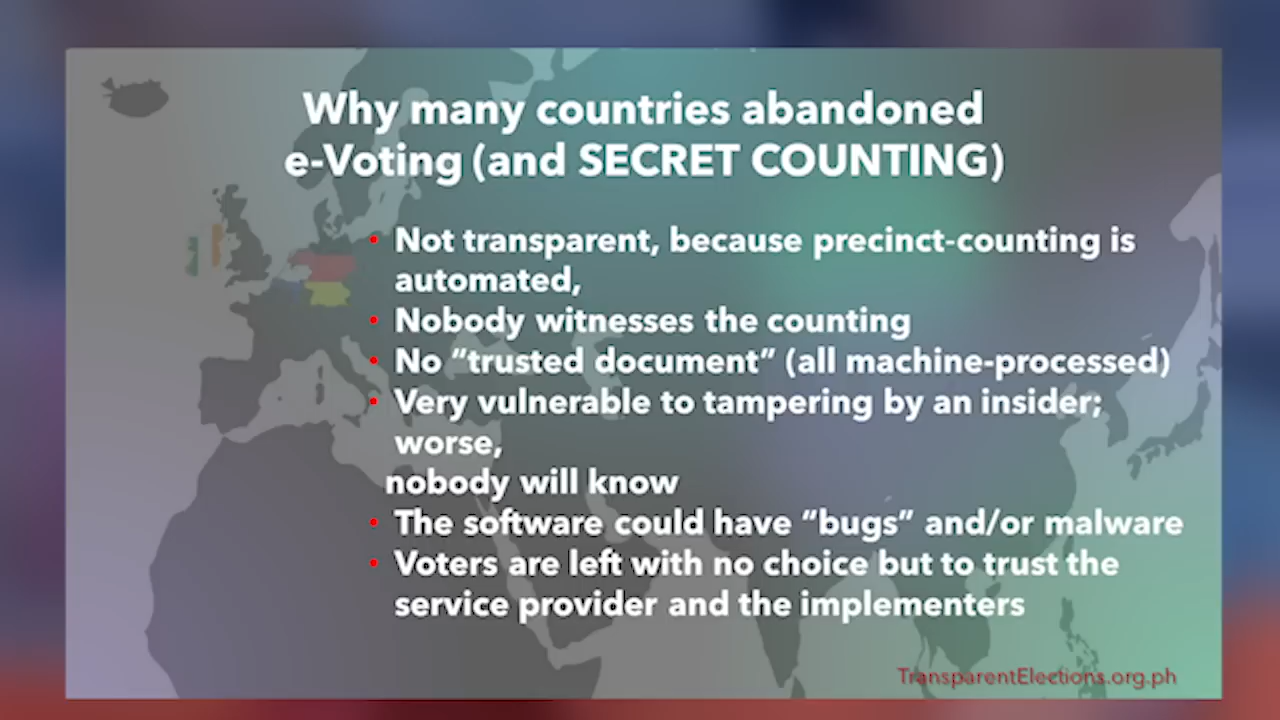 Why many countries abandoned
e-Voting (and SECRET COUNTING)
• Not transparent, because precinct-counting is
automated,
• Nobody witnesses the counting
• No “trusted document” (all machine-processed)
• Very vulnerable to tampering by an insider;
worse,
nobody will know
• The software could have “bugs” and/or malware
• Voters are left with no choice but to trust the
service provider and the implementers
TransparentElections.org.ph